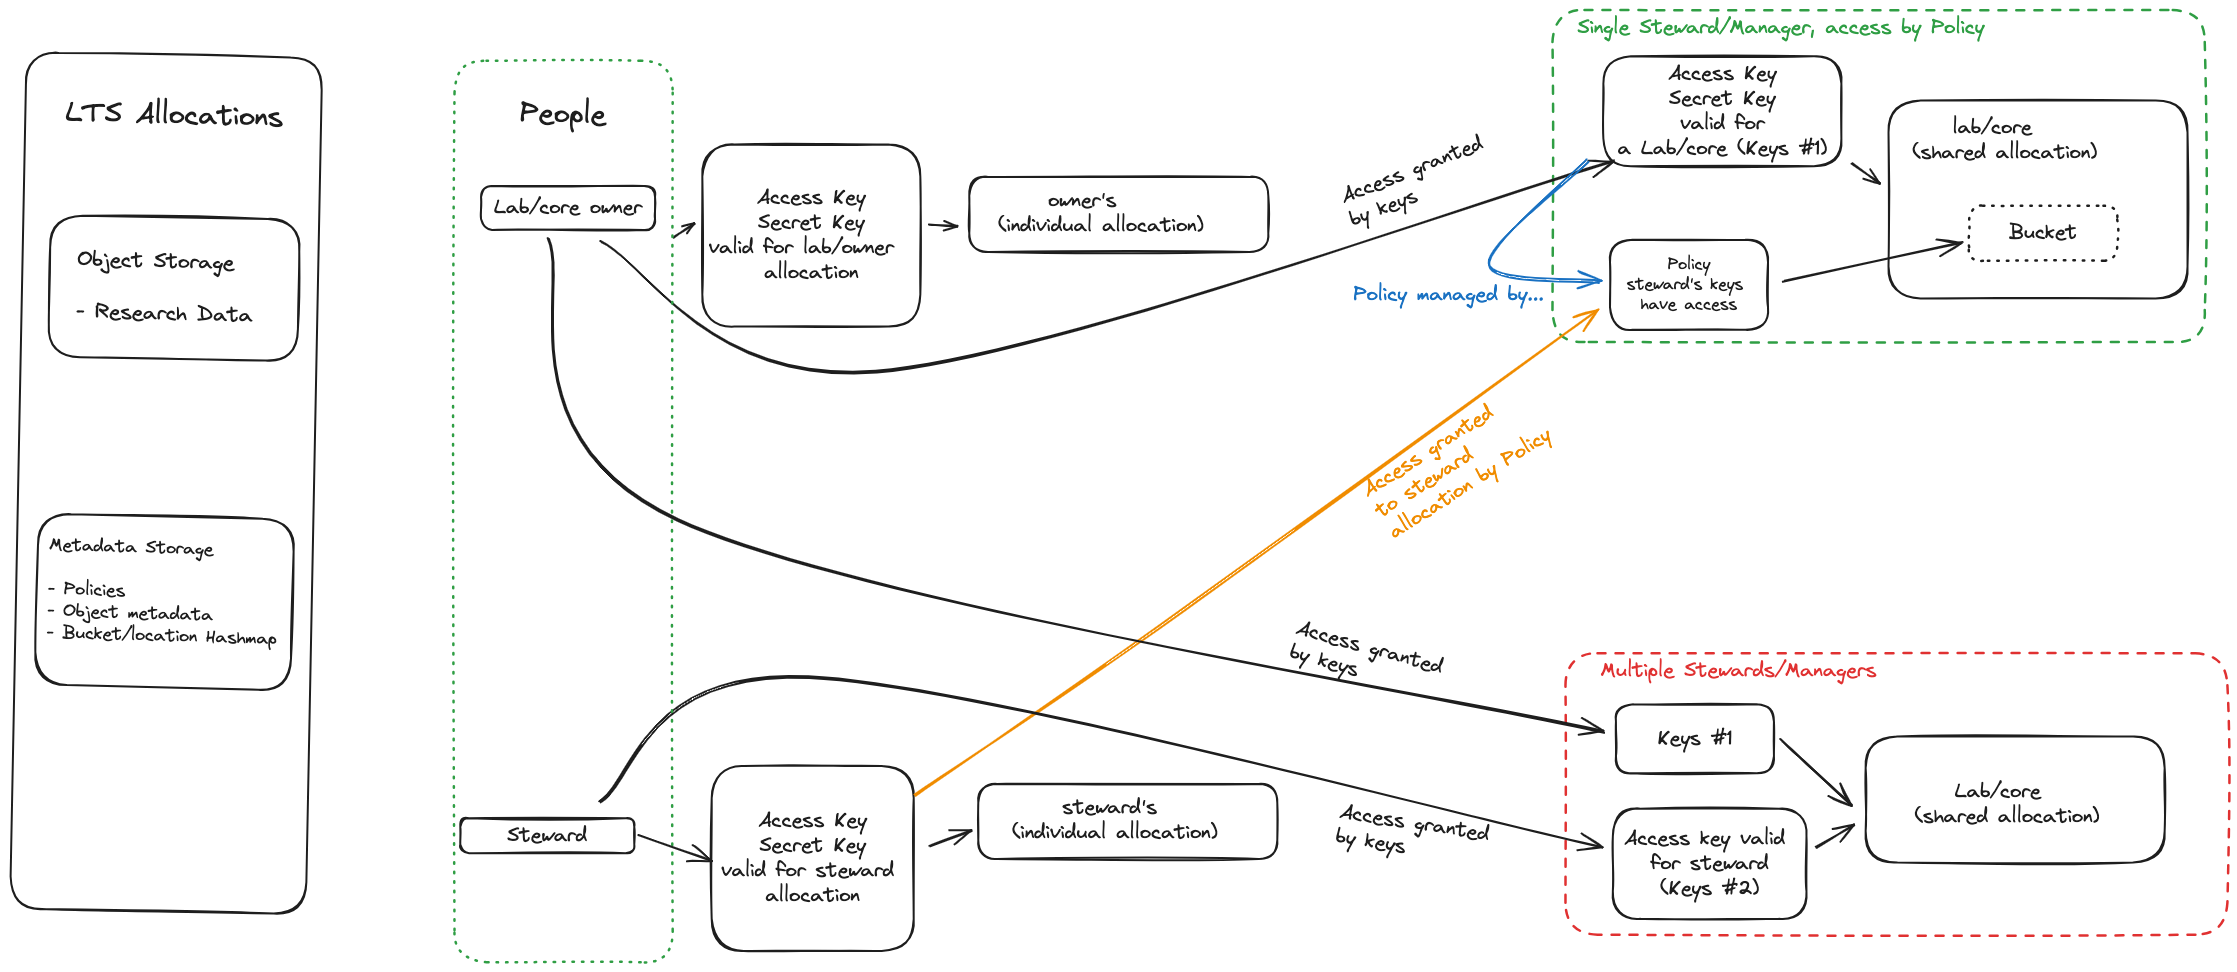 LTS Allocations
Object Storage
- Research Data
Metadata Storage
- Policies
- Object metadata
- Bucket/location Hashmap
People
Lab/core owner
Access Key
Secret Key
valid for lab/owner
allocation
owner's
(individual allocation)
Access granted
by keys
Single Steward/Manager, access by Policy
Access Key
Secret Key
valid for
a Lab/core (Keys #1)
lab/core
(shared allocation)
Bucket
Policy
steward's keys
have access
Policy managed by...
Access granted
to steward
allocation by Policy
Access granted
by keys
Steward
Access Key
Secret Key
valid for steward
allocation
steward's
(individual allocation)
Access granted
by keys
Multiple Stewards/Managers
Keys #1
Access key valid
for steward
(Keys #2)
Lab/core
(shared allocation)